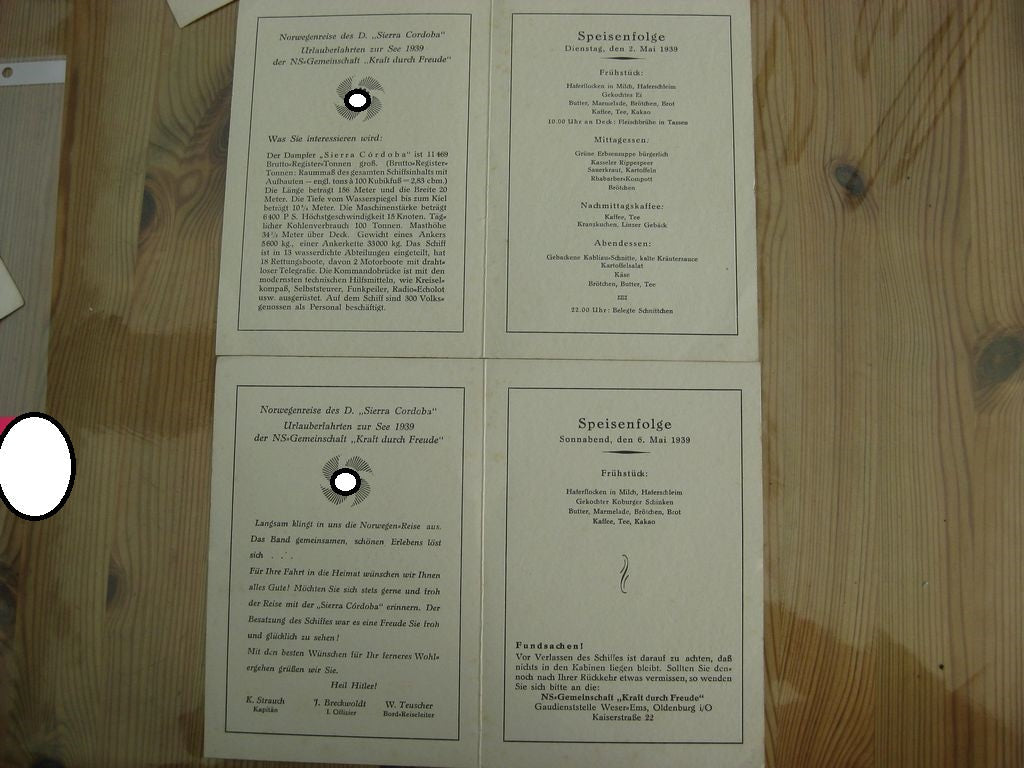 Norwegenreise des D. „Sierra Cordoba“
Urlauberfahrten zur See 1939
der NS=Gemeinschaft „Kraft durch Freude“
Was Sie interessieren wird:
Der Dampfer „Sierra Córdoba“ ist 11 469
Brutto=Register=Tonnen groß. (Brutto=Register=
Tonnen: Raummaß des gesamten Schiffsinhalts mit
Aufbauten – engl. tons à 100 Kubikfuß = 2,83 cbm.)
Die Länge beträgt 156 Meter und die Breite 20
Meter. Die Tiefe vom Wasserspiegel bis zum Kiel
beträgt Meter. Die Maschinenstärke beträgt
6400 P S. Höchstgeschwindigkeit 15 Knoten. Täg=
licher Kohlenverbrauch 100 Tonnen. Masthöhe
Meter über Deck. Gewicht eines Ankers
5600 kg., einer Ankerkette 33000 kg. Das Schiff
ist in 13 wasserdichte Abteilungen eingeteilt, hat
18 Rettungsboote, davon 2 Motorboote mit draht=
loser Telegrafie. Die Kommandobrücke ist mit den
modernsten technischen Hilfsmitteln, wie Kreisel=
kompaß, Selbststeurer, Funkpeiler, Radio=Echolot
usw. ausgerüstet. Auf dem Schiff sind 300 Volks=
genossen als Personal beschäftigt.
Speisenfolge
Dienstag, den 2. Mai 1939
Frühstück:
Haferflocken in Milch, Haferschleim
Gekochtes Ei
Butter, Marmelade, Brötchen, Brot
Kaffee, Tee, Kakao
10.00 Uhr an Deck: Fleischbrühe in Tassen
Mittagessen:
Grüne Erbsensuppe bürgerlich
Kasseler Rippespeer
Sauerkraut, Kartoffeln
Rhabarber=Kompott
Brötchen
Nachmittagskaffee:
Kaffee, Tee
Kranzkuchen, Linzer Gebäck
Abendessen:
Gebackene Kabliau=Schnitte, kalte Kräutersauce
Kartoffelsalat
Käse
Brötchen, Butter, Tee
22.00 Uhr: Belegte Schnittchen
Norwegenreise des D. „Sierra Cordoba“
Urlauberfahrten zur See 1939
der NS=Gemeinschaft „Kraft durch Freude“
Langsam klingt in uns die Norwegen=Reise aus.
Das Band gemeinsamen, schönen Erlebens löst
sich . . .
Für Ihre Fahrt in die Heimat wünschen wir Ihnen
alles Gute! Möchten Sie sich stets gerne und froh
der Reise mit der „Sierra Córdoba“ erinnern. Der
Besatzung des Schiffes war es eine Freude Sie froh
und glücklich zu sehen!
Mit den besten Wünschen für Ihr ferneres Wohl=
ergehen grüßen wir Sie.
Heil Hitler!
K. Strauch J. Breckwoldt W. Teuscher
Kapitän I. Offizier Bord=Reiseleiter
Speisenfolge
Sonnabend, den 6. Mai 1939
Frühstück:
Haferflocken in Milch, Haferschleim
Gekochter Koburger Schinken
Butter, Marmelade, Brötchen, Brot
Kaffee, Tee, Kakao
Fundsachen!
Vor Verlassen des Schiffes ist darauf zu achten, daß
nichts in den Kabinen liegen bleibt. Sollten Sie den=
noch nach Ihrer Rückkehr etwas vermissen, so wenden
Sie sich bitte an die:
NS=Gemeinschaft „Kraft durch Freude“
Gaudienststelle Weser=Ems, Oldenburg i/O
Kaiserstraße 22